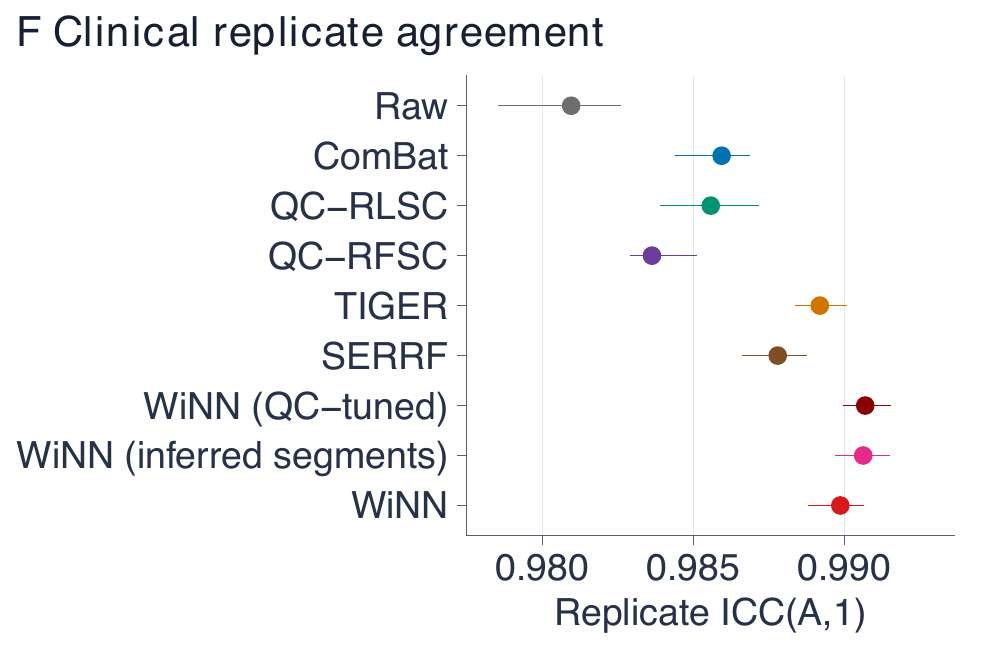 F Clinical replicate agreement
Raw
ComBat
QC−RLSC
QC−RFSC
TIGER
SERRF
WiNN (QC−tuned)
WiNN (inferred segments)
WiNN
0.980 0.985 0.990
Replicate ICC(A,1)